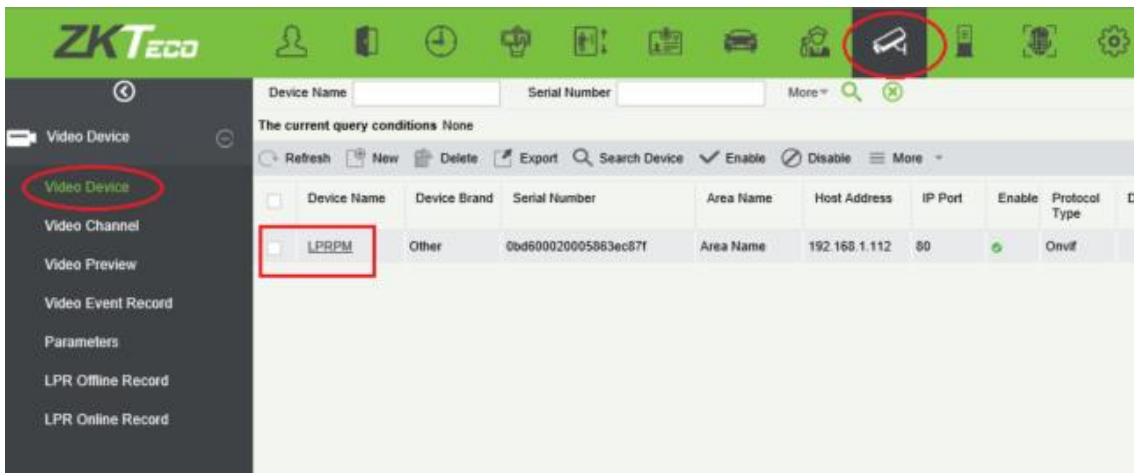 ZKTECO
Device Name Serial Number More
The current query conditions None
Refresh New Delete Export Search Device Enable Disable More
Device Name Device Brand Serial Number Area Name Host Address IP Port Enable Protocol Type D
LPRPM Other 0bd600020005863ec87f Area Name 192.168.1.112 80 Onvif
Video Device
Video Device
Video Channel
Video Preview
Video Event Record
Parameters
LPR Offline Record
LPR Online Record